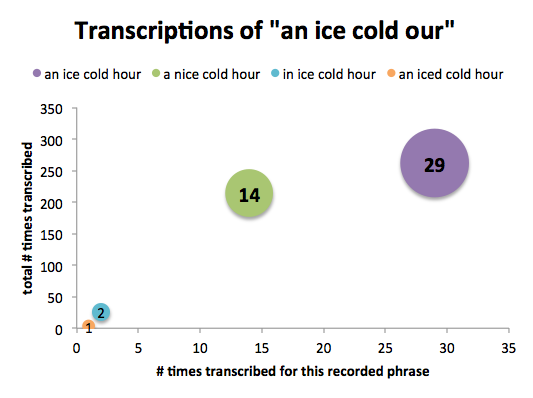 Transcriptions of "an ice cold our"
an ice cold hour a nice cold hour in ice cold hour an iced cold hour
total # times transcribed
350
300
250
200
150
100
50
0
29
14
2
1
0 5 10 15 20 25 30 35
# times transcribed for this recorded phrase